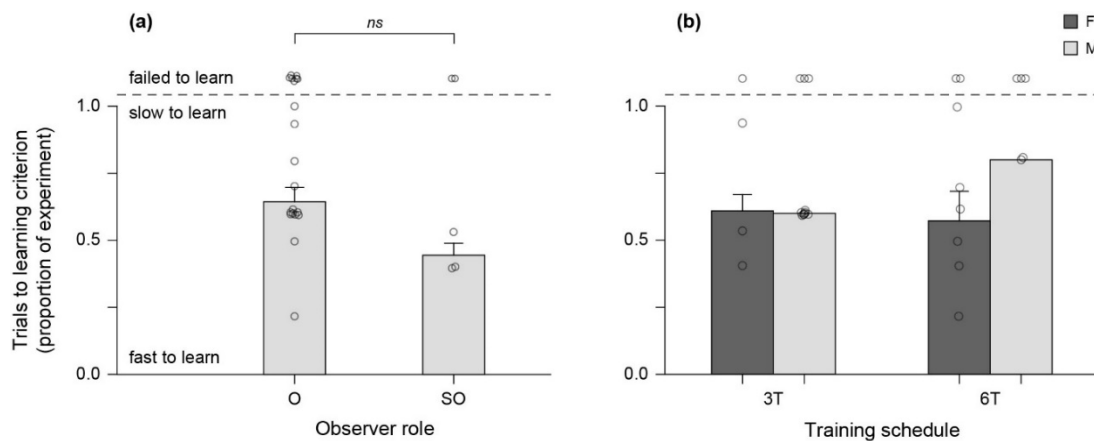 (a)
ns
failed to learn
slow to learn
fast to learn
1.0
0.5
0.0
O
SO
Observer role
Trials to learning criterion
(proportion of experiment)
(b)
F
M
1.0
0.5
0.0
3T
6T
Training schedule